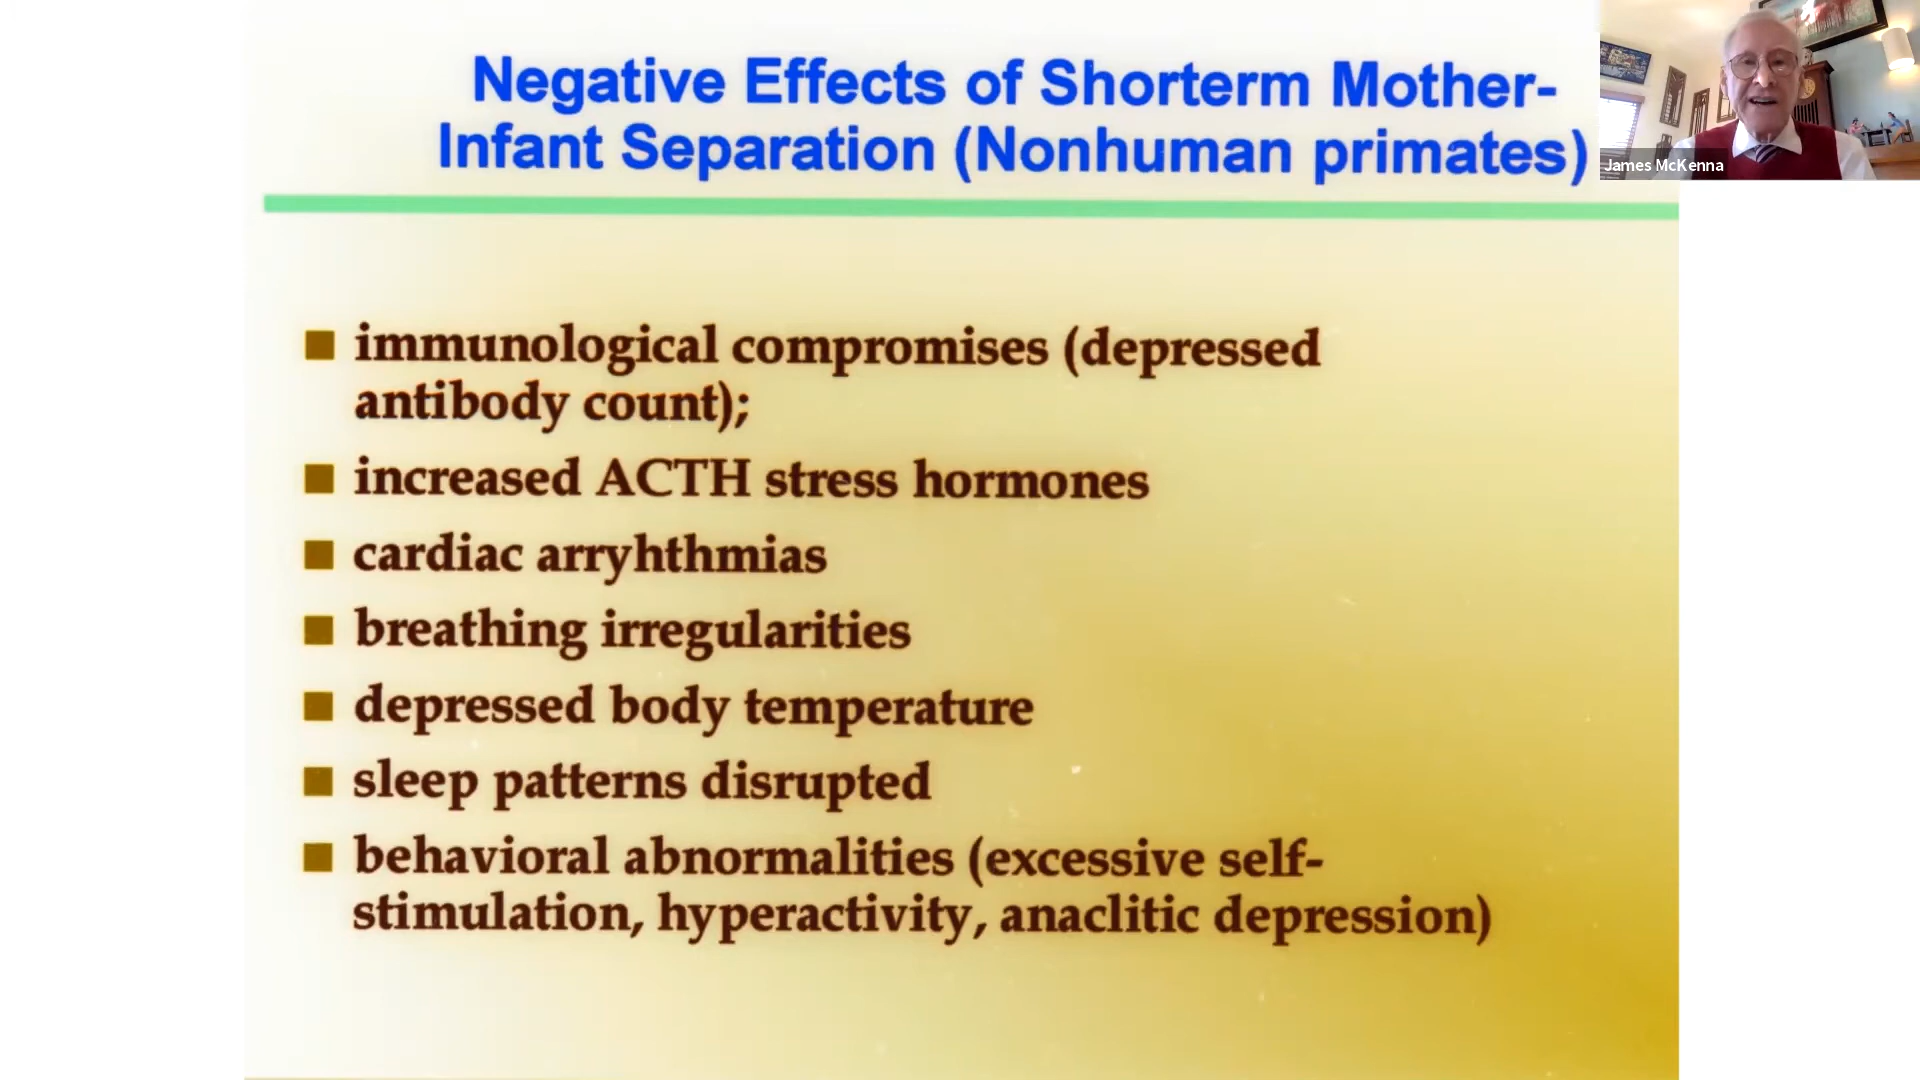 Negative Effects of Shorterm Mother-
Infant Separation (Nonhuman primates)
James McKenna
immunological compromises (depressed
antibody count);
increased ACTH stress hormones
cardiac arryhthmias
breathing irregularities
depressed body temperature
sleep patterns disrupted
behavioral abnormalities (excessive self-
stimulation, hyperactivity, anaclitic depression)